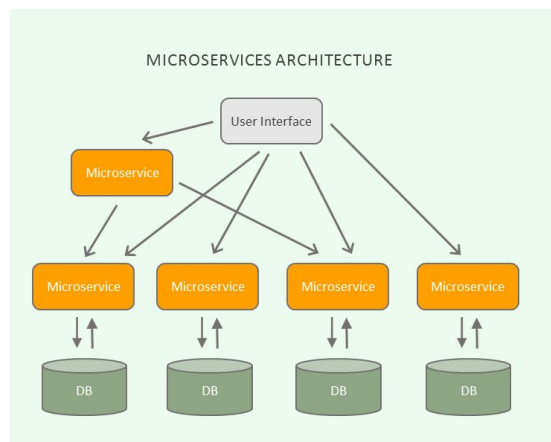 MICROSERVICES ARCHITECTURE
User Interface
Microservice
Microservice
Microservice
Microservice
Microservice
DB
DB
DB
DB